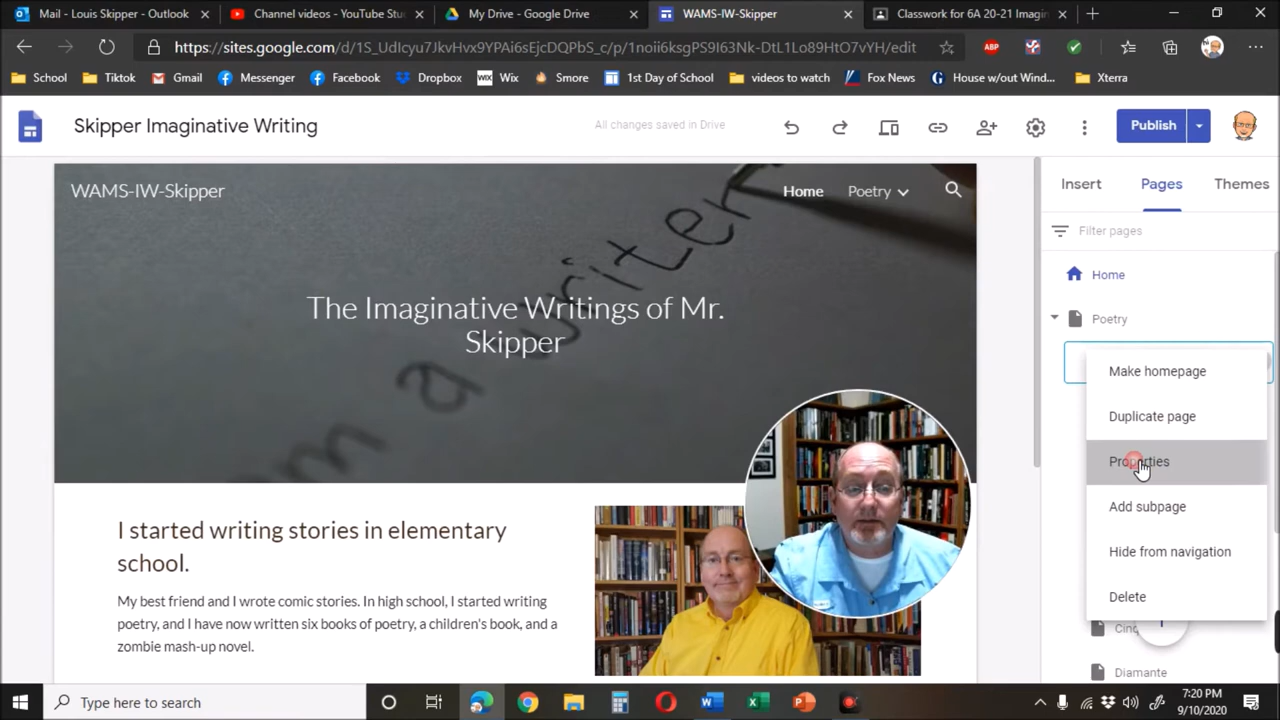 Mail - Louis Skipper - Outlook
Channel videos - YouTube Stu
My Drive - Google Drive
WAMS-IW-Skipper
Classwork for 6A 20-21 Imagin
https://sites.google.com/d/1S_UdIcyu7JkvHvx9YPAi6sEjcDQPbS_c/p/1noii6ksgPS9I63Nk-DtL1Lo89HtO7vYH/edit
ABP
School
Tiktok
Gmail
Messenger
Facebook
Dropbox
WIX Wix
Smore
1st Day of School
videos to watch
Fox News
House w/out Wind...
Xterra
Skipper Imaginative Writing
All changes saved in Drive
Publish
WAMS-IW-Skipper
Home
Poetry
m a writer
The Imaginative Writings of Mr.
Skipper
I started writing stories in elementary
school.
My best friend and I wrote comic stories. In high school, I started writing
poetry, and I have now written six books of poetry, a children's book, and a
zombie mash-up novel.
Insert
Pages
Themes
Filter pages
Home
Poetry
Make homepage
Duplicate page
Properties
Add subpage
Hide from navigation
Delete
Cinq
Diamante
Type here to search
7:20 PM
9/10/2020